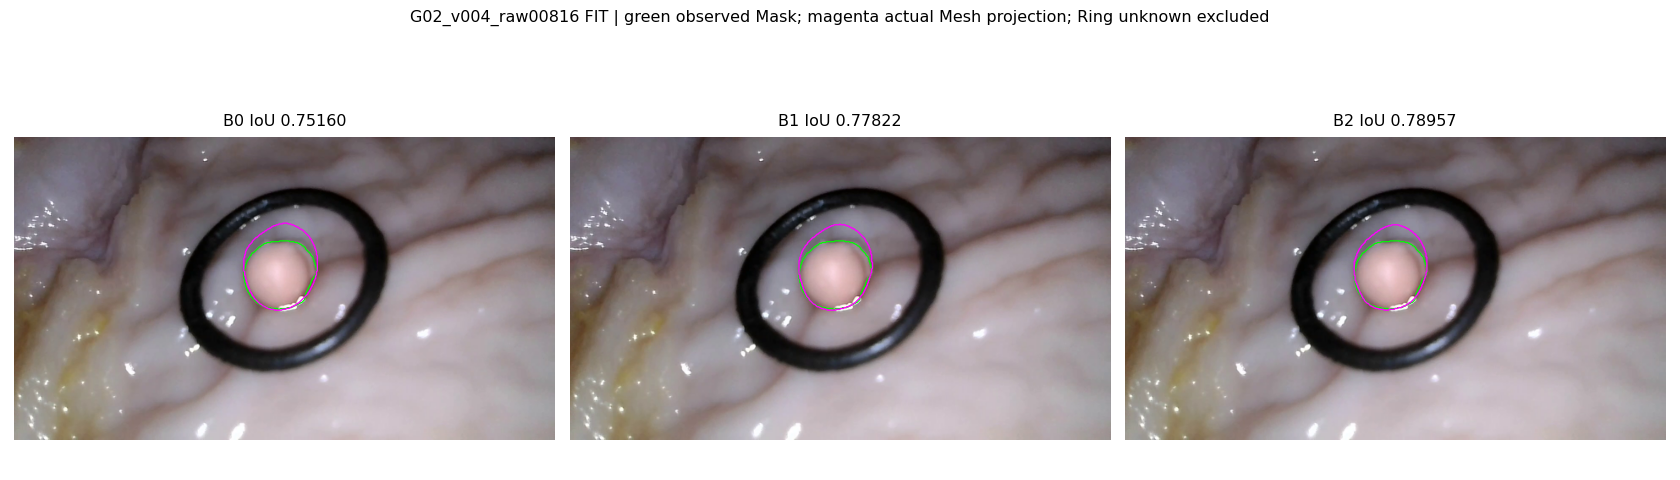 G02_v004_raw00816 FIT | green observed Mask; magenta actual Mesh projection; Ring unknown excluded
B0 IoU 0.75160
B1 IoU 0.77822
B2 IoU 0.78957